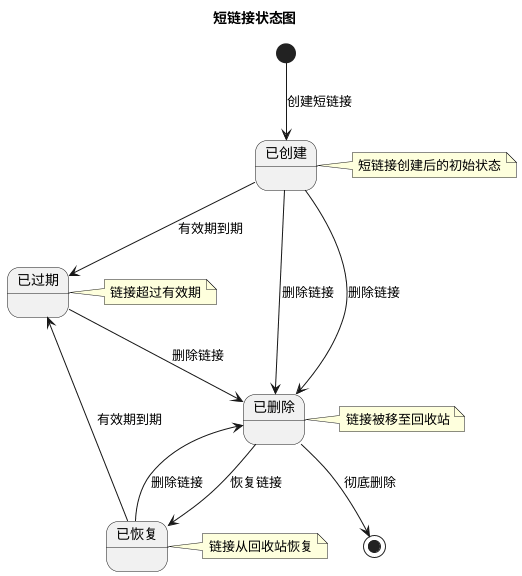 短链接状态图
创建短链接
已创建
短链接创建后的初始状态
有效期到期
已过期
链接超过有效期
删除链接
删除链接
删除链接
已删除
链接被移至回收站
有效期到期
删除链接
恢复链接
彻底删除
已恢复
链接从回收站恢复